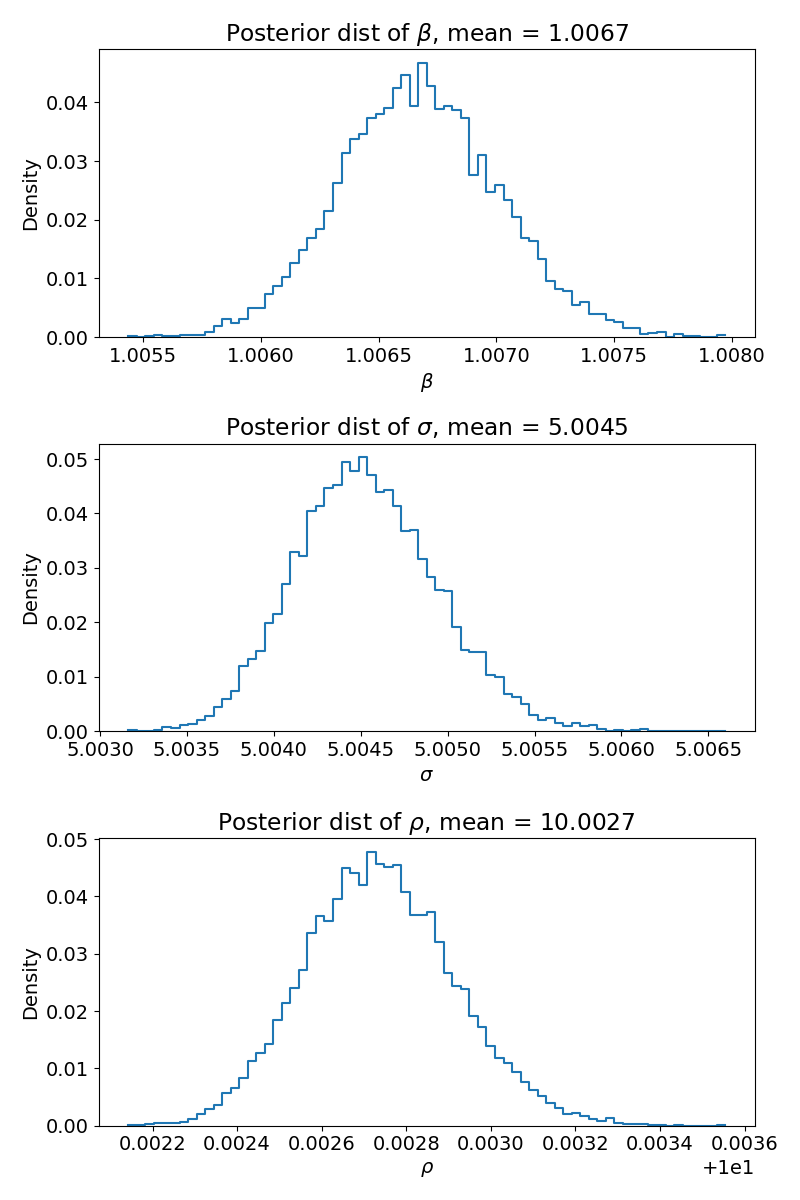 Posterior dist of β, mean = 1.0067
Density
0.04
0.03
0.02
0.01
0.00
1.0055 1.0060 1.0065 1.0070 1.0075 1.0080
β
Posterior dist of σ, mean = 5.0045
Density
0.05
0.04
0.03
0.02
0.01
0.00
5.0030 5.0035 5.0040 5.0045 5.0050 5.0055 5.0060 5.0065
σ
Posterior dist of ρ, mean = 10.0027
Density
0.05
0.04
0.03
0.02
0.01
0.00
0.0022 0.0024 0.0026 0.0028 0.0030 0.0032 0.0034 0.0036
+1e1
ρ